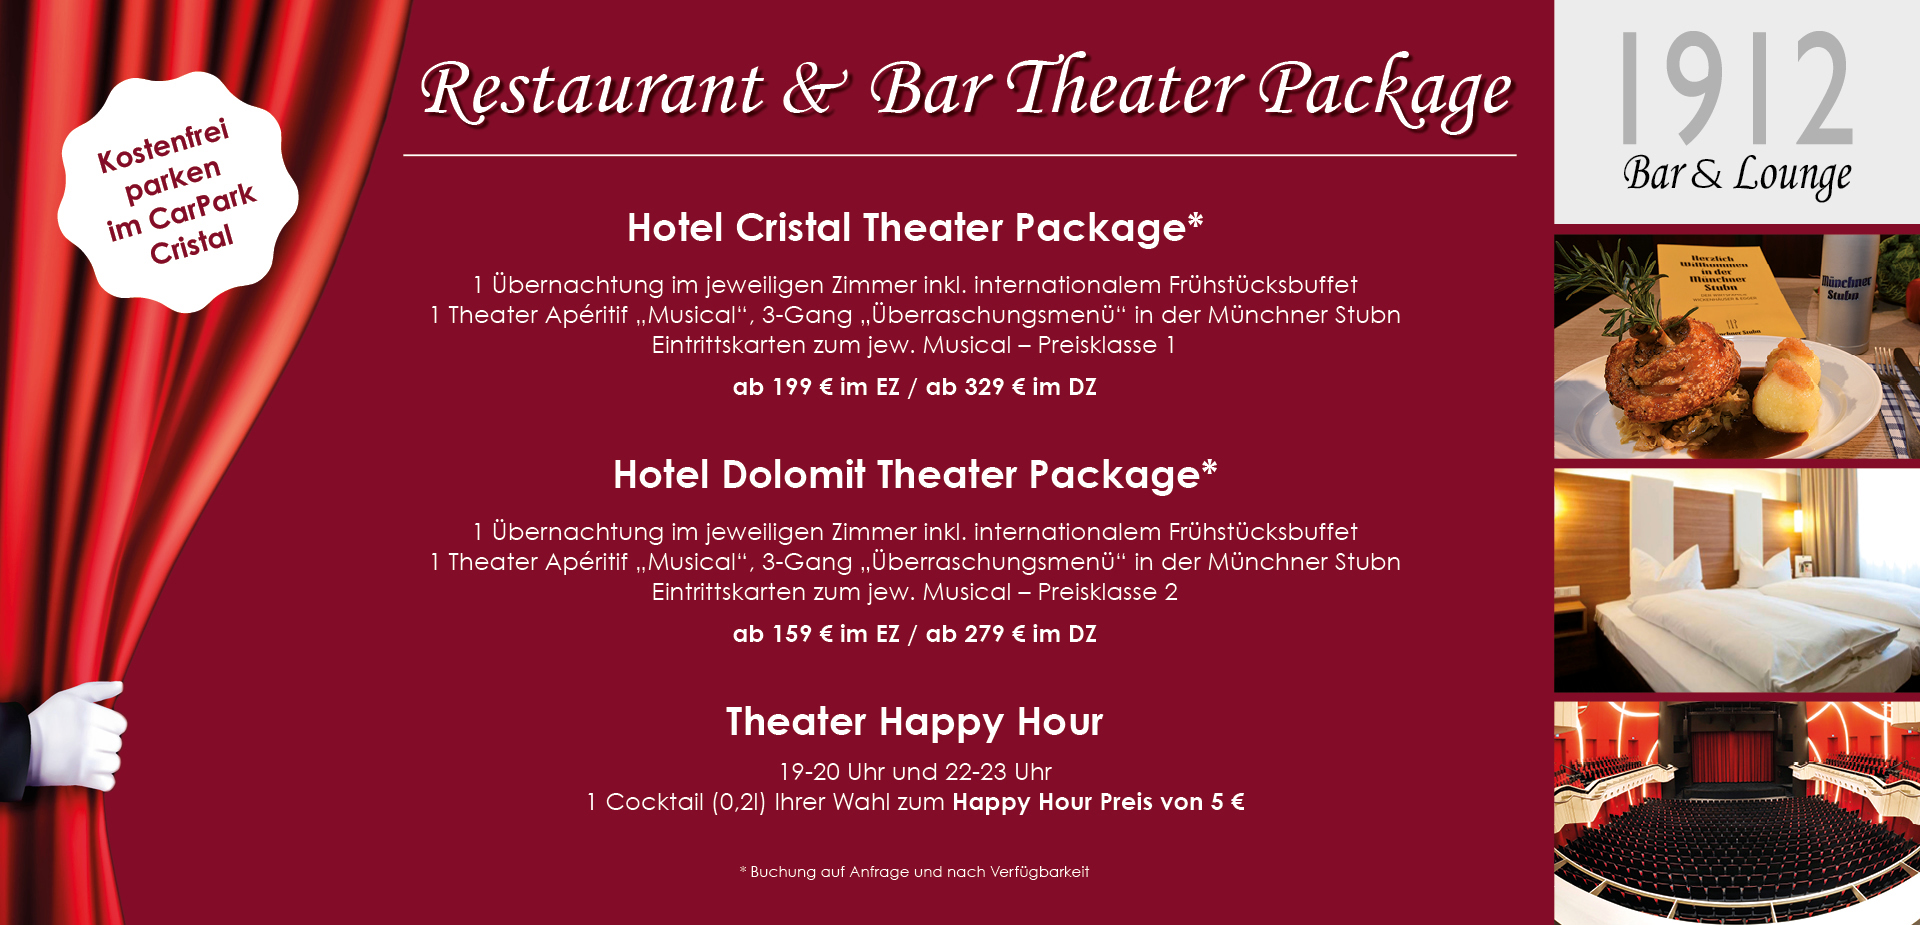 Restaurant & Bar Theater Package
Kostenfrei
parken
im CarPark
Cristal
Hotel Cristal Theater Package*
1 Übernachtung im jeweiligen Zimmer inkl. internationalem Frühstücksbuffet
1 Theater Apéritif „Musical“, 3-Gang „Überraschungsmenü“ in der Münchner Stubn
Eintrittskarten zum jew. Musical – Preisklasse 1
ab 199 € im EZ / ab 329 € im DZ
Hotel Dolomit Theater Package*
1 Übernachtung im jeweiligen Zimmer inkl. internationalem Frühstücksbuffet
1 Theater Apéritif „Musical“, 3-Gang „Überraschungsmenü“ in der Münchner Stubn
Eintrittskarten zum jew. Musical – Preisklasse 2
ab 159 € im EZ / ab 279 € im DZ
Theater Happy Hour
19-20 Uhr und 22-23 Uhr
1 Cocktail (0,2l) Ihrer Wahl zum Happy Hour Preis von 5 €
* Buchung auf Anfrage und nach Verfügbarkeit
1912
Bar & Lounge
Herzlich
Willkommen
in der
Münchner
Stubn
Münchner
Stubn